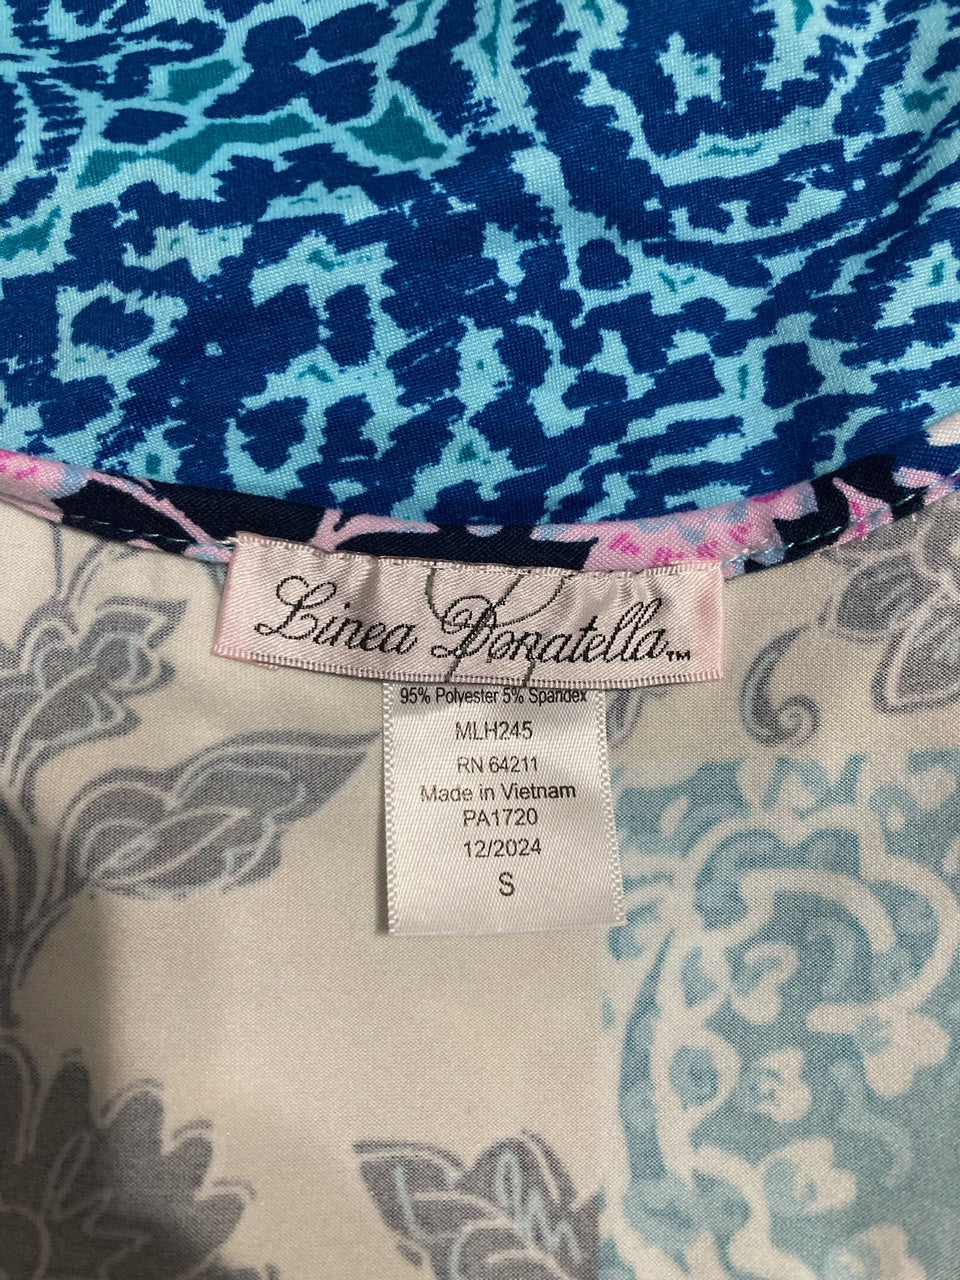 Linea Donatella™
95% Polyester 5% Spandex
MLH245
RN 64211
Made in Vietnam
PA1720
12/2024
S